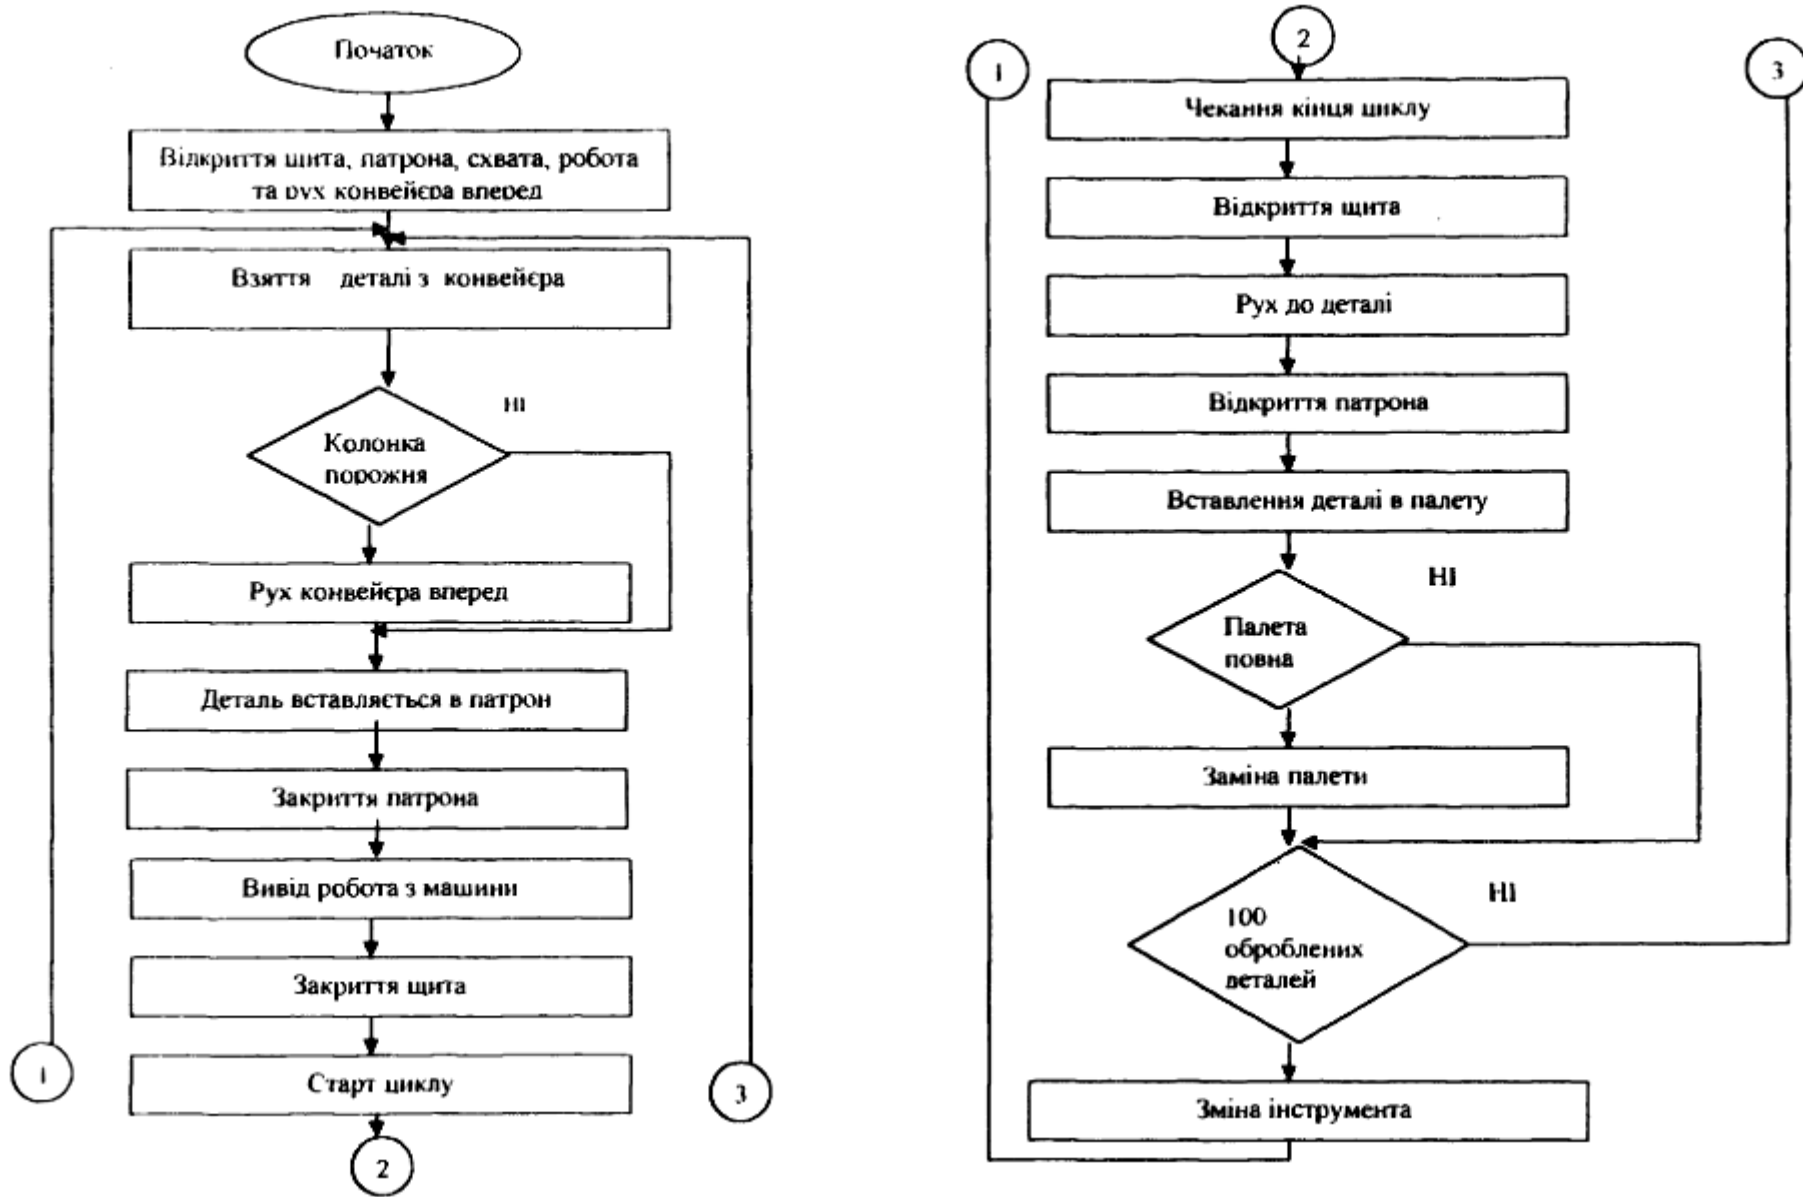 Початок
Відкриття щита, патрона, схвата, робота
та рух конвейєра вперед
Взяття деталі з конвейєра
НІ
Колонка
порожня
Рух конвейєра вперед
Деталь вставляється в патрон
Закриття патрона
Вивід робота з машини
Закриття щита
1
Старт циклу
3
2
1
2
3
Чекання кінця циклу
Відкриття щита
Рух до деталі
Відкриття патрона
Вставлення деталі в палету
НІ
Палета
повна
Заміна палети
НІ
100
оброблених
деталей
Зміна інструмента